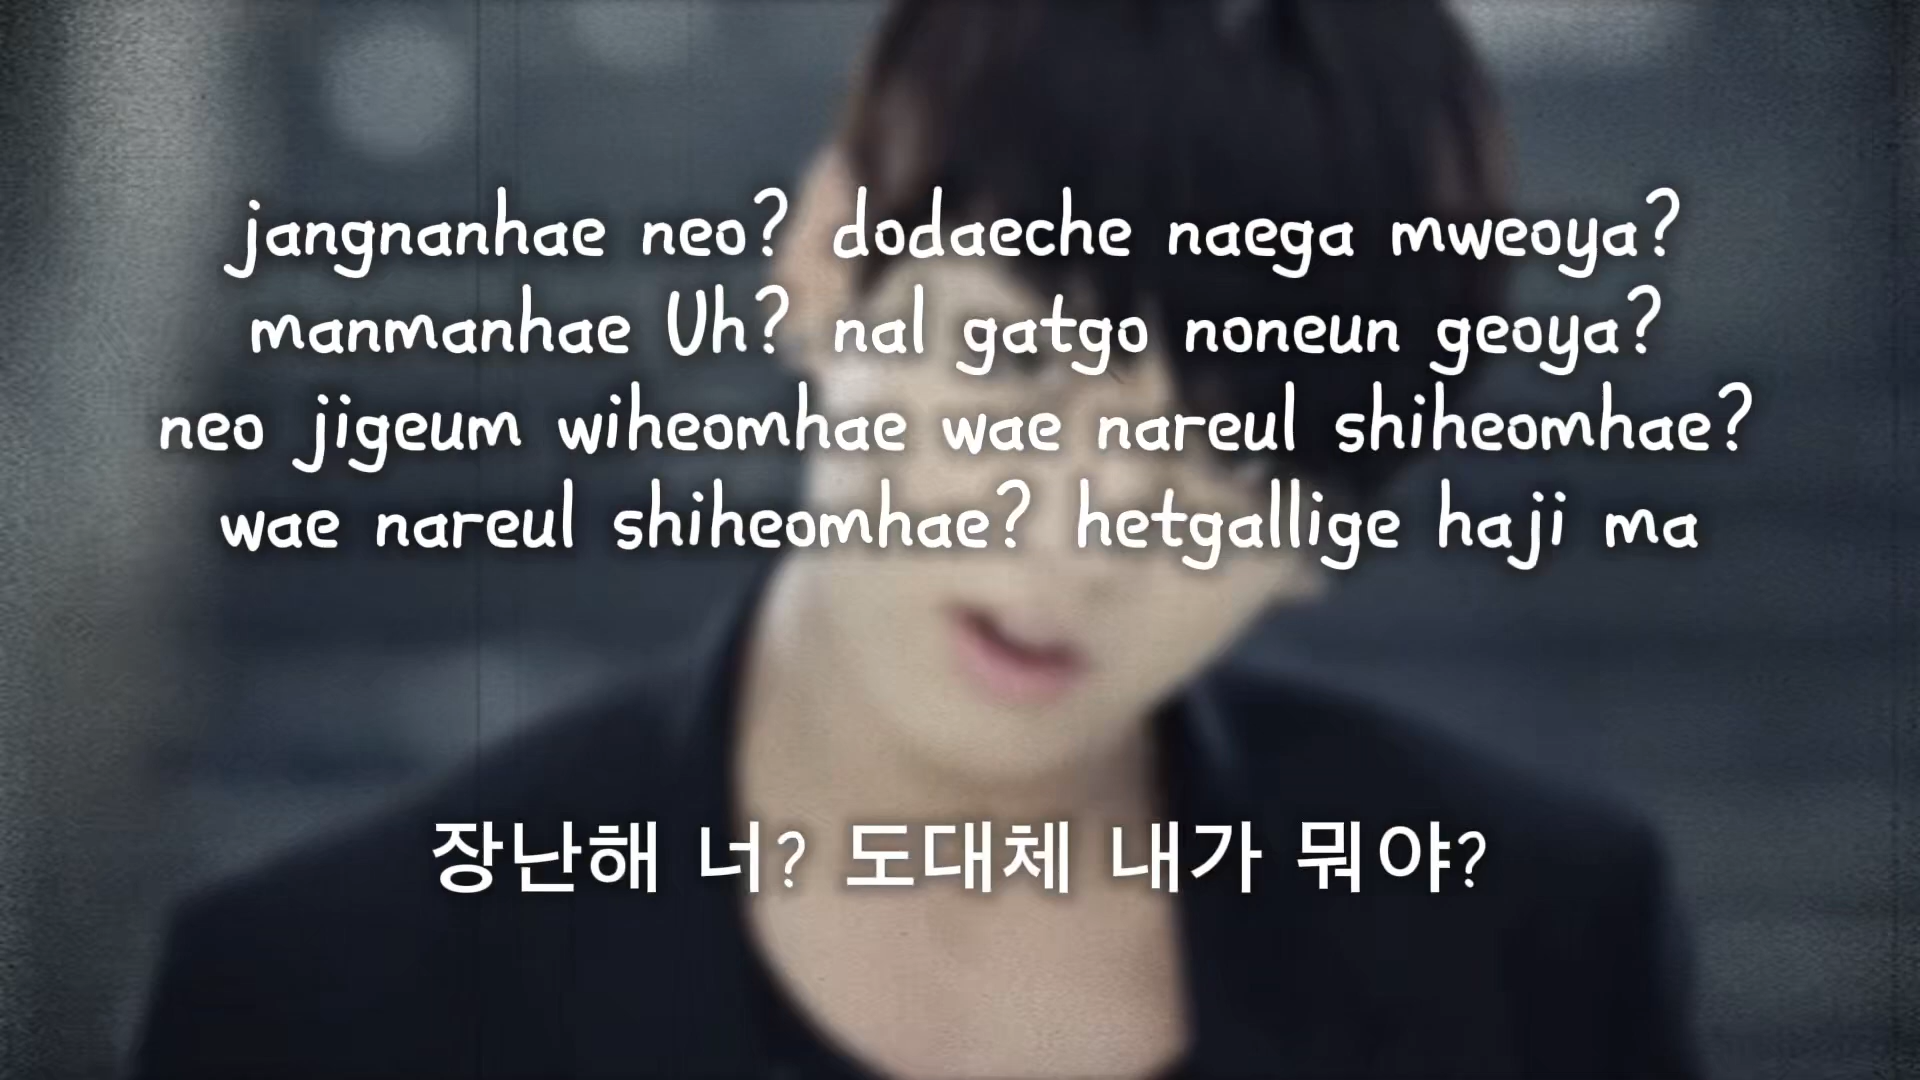 jangnanhae neo? dodaeche naega mweoya?
manmanhae Uh? nal gatgo noneun geoya?
neo jigeum wiheomhae wae nareul shiheomhae?
wae nareul shiheomhae? hetgallige haji ma
장난해 너? 도대체 내가 뭐야?